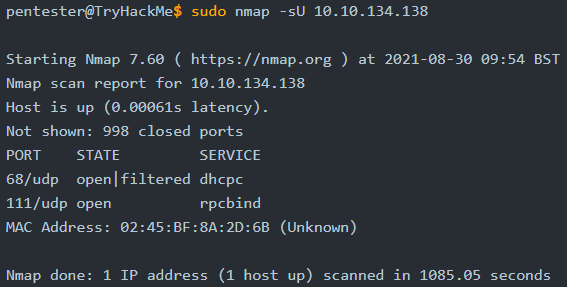 pentester@TryHackMe$ sudo nmap -sU 10.10.134.138
Starting Nmap 7.60 ( https://nmap.org ) at 2021-08-30 09:54 BST
Nmap scan report for 10.10.134.138
Host is up (0.00061s latency).
Not shown: 998 closed ports
PORT    STATE         SERVICE
68/udp  open|filtered dhcpc
111/udp open          rpcbind
MAC Address: 02:45:BF:8A:2D:6B (Unknown)
Nmap done: 1 IP address (1 host up) scanned in 1085.05 seconds